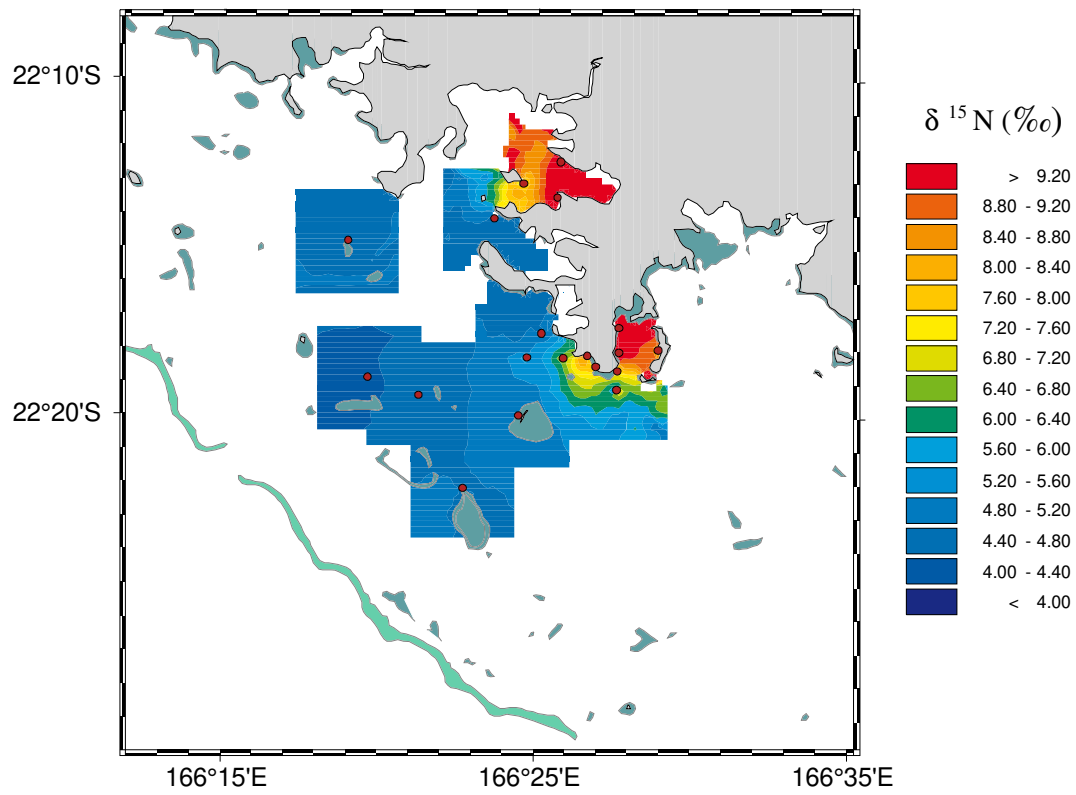 22°10'S
22°20'S
166°15'E
166°25'E
166°35'E
δ 15 N (‰)
> 9.20
8.80 - 9.20
8.40 - 8.80
8.00 - 8.40
7.60 - 8.00
7.20 - 7.60
6.80 - 7.20
6.40 - 6.80
6.00 - 6.40
5.60 - 6.00
5.20 - 5.60
4.80 - 5.20
4.40 - 4.80
4.00 - 4.40
< 4.00